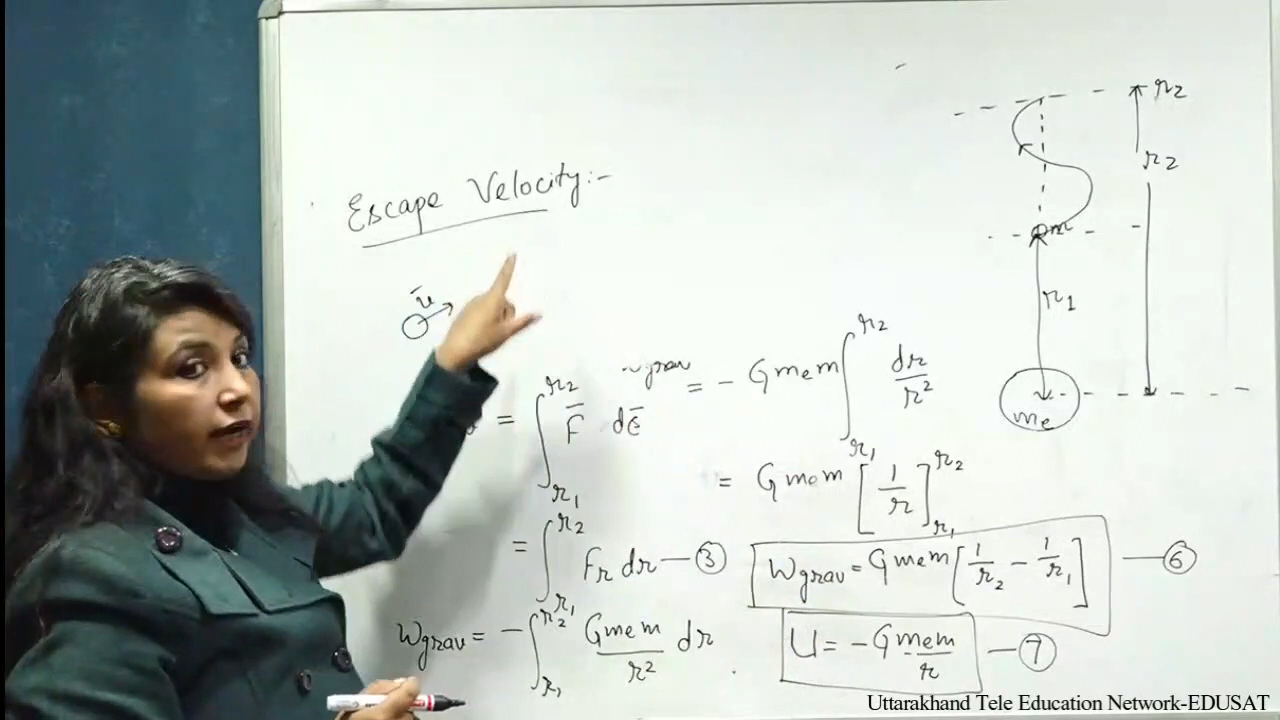 Escape Velocity:-
ū
= ∫_{r1}^{r2} F̄ dε̄
= ∫_{r1}^{r2} Fr dr — ③
Wgrav = - ∫_{r1}^{r2} Gmem/r² dr
Wgrav = - Gmem ∫_{r1}^{r2} dr/r²
= Gmem [1/r]_{r1}^{r2}
Wgrav = Gmem [1/r2 - 1/r1] — ⑥
U = - Gmem/r — ⑦
r2
r2
m
r1
me
Uttarakhand Tele Education Network-EDUSAT